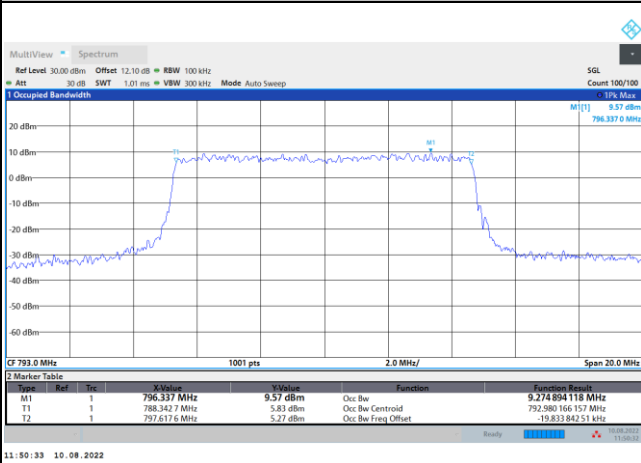 MultiView Spectrum
Ref Level 30.00 dBm Offset 12.10 dB RBW 100 kHz SGL
Att 30 dB SWT 1.01 ms VBW 300 kHz Mode Auto Sweep Count 100/100
1 Occupied Bandwidth 1Pk Max
M1[1] 9.57 dBm
796.337 0 MHz
20 dBm
M1
10 dBm
T1 T2
0 dBm
-10 dBm
-20 dBm
-30 dBm
-40 dBm
-50 dBm
-60 dBm
CF 793.0 MHz 1001 pts 2.0 MHz/ Span 20.0 MHz
2 Marker Table
Type Ref Trc X-Value Y-Value Function Function Result
M1 1 796.337 MHz 9.57 dBm Occ Bw 9.274 894 118 MHz
T1 1 788.342 7 MHz 5.83 dBm Occ Bw Centroid 792.980 166 157 MHz
T2 1 797.617 6 MHz 5.27 dBm Occ Bw Freq Offset -19.833 842 51 kHz
Ready 10.08.2022
11:50:32
11:50:33 10.08.2022